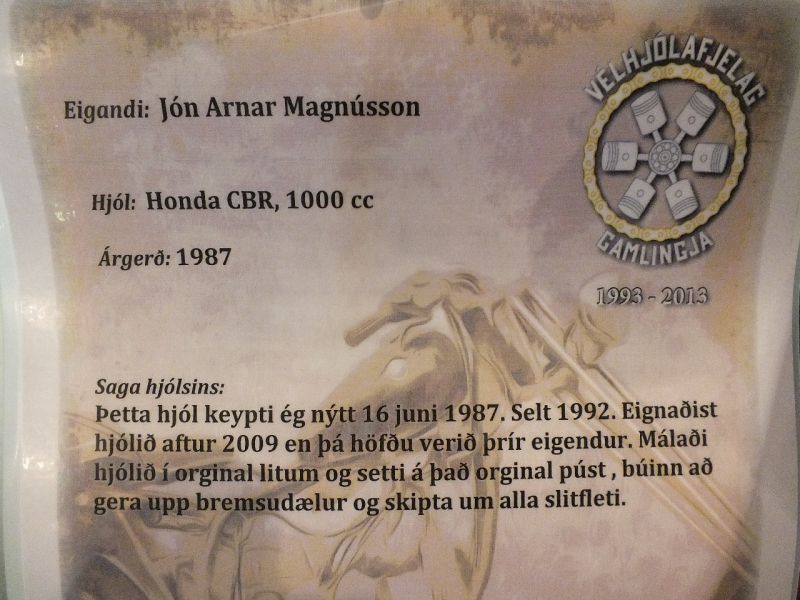 VELHJÓLAFJELAG
GAMLINGJA
1993 - 2013
Eigandi: Jón Arnar Magnússon
Hjól: Honda CBR, 1000 cc
Árgerð: 1987
Saga hjólsins:
Þetta hjól keypti ég nýtt 16 juni 1987. Selt 1992. Eignaðist
hjólið aftur 2009 en þá höfðu verið þrír eigendur. Málaði
hjólið í orginal litum og setti á það orginal púst , búinn að
gera upp bremsudælur og skipta um alla slitfleti.